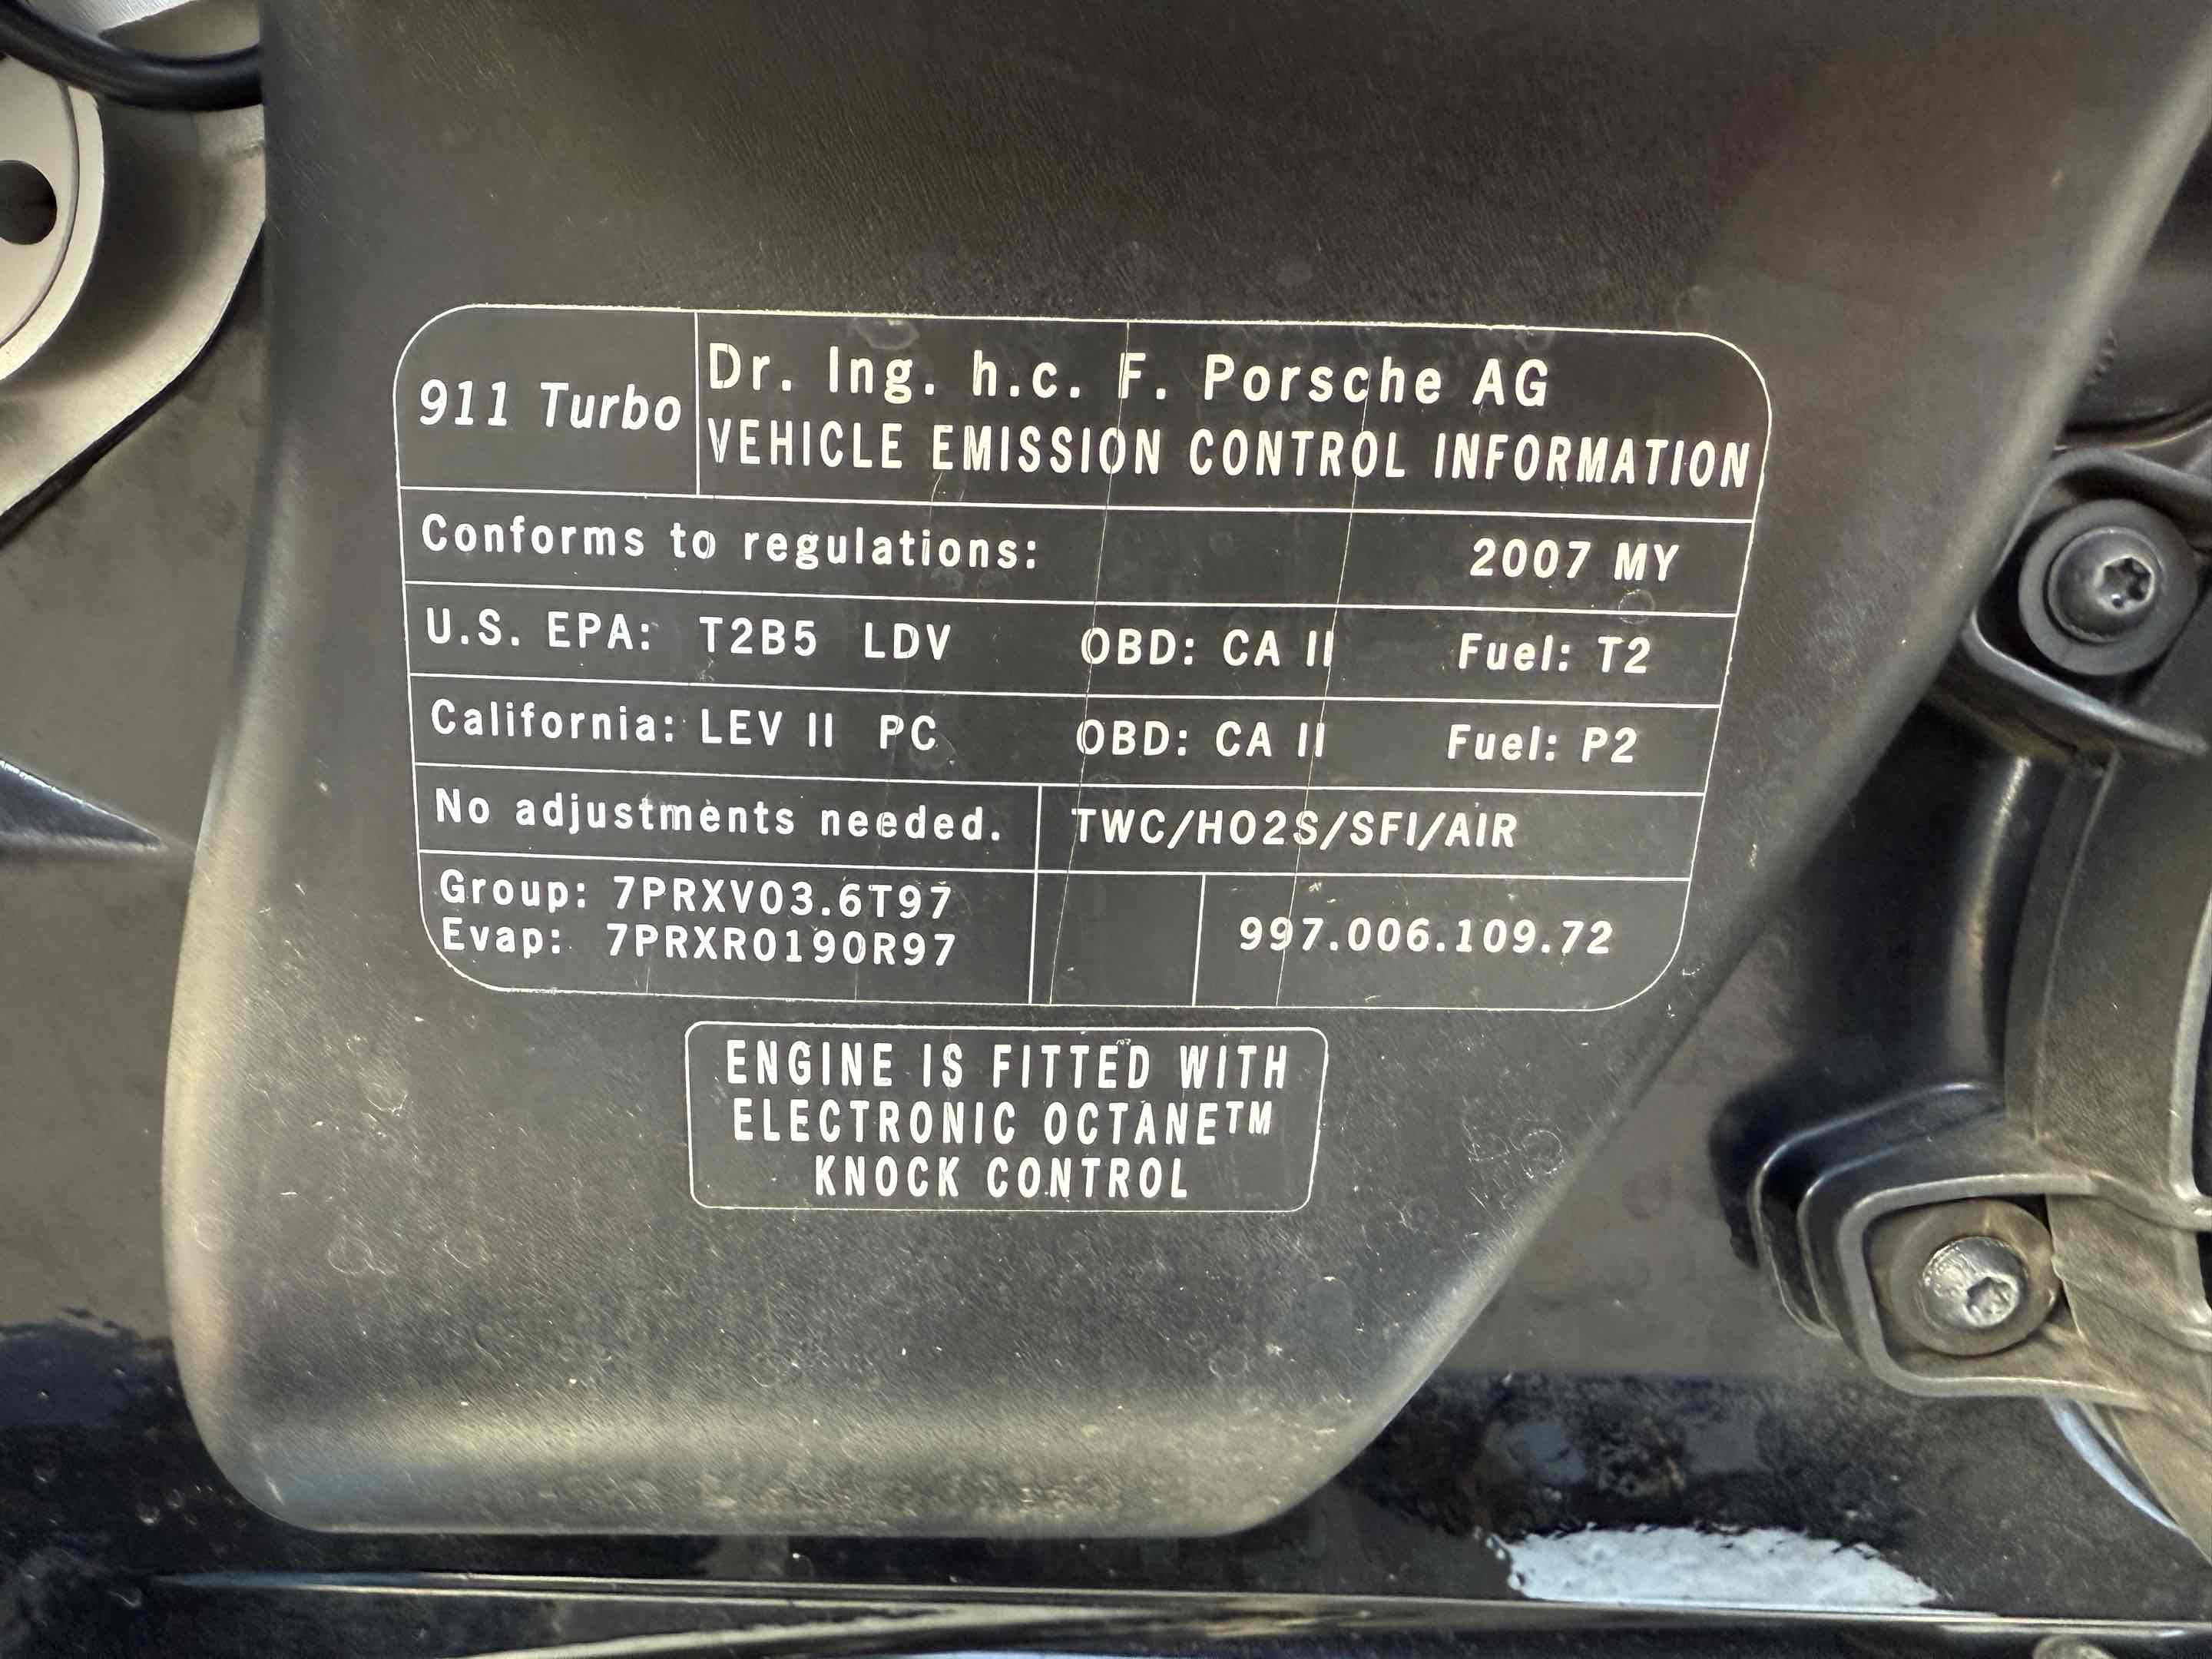 911 Turbo
Dr. Ing. h.c. F. Porsche AG
VEHICLE EMISSION CONTROL INFORMATION
Conforms to regulations: 2007 MY
U.S. EPA: T2B5 LDV OBD: CA II Fuel: T2
California: LEV II PC OBD: CA II Fuel: P2
No adjustments needed. TWC/HO2S/SFI/AIR
Group: 7PRXV03.6T97
Evap: 7PRXR0190R97
997.006.109.72
ENGINE IS FITTED WITH
ELECTRONIC OCTANE™
KNOCK CONTROL